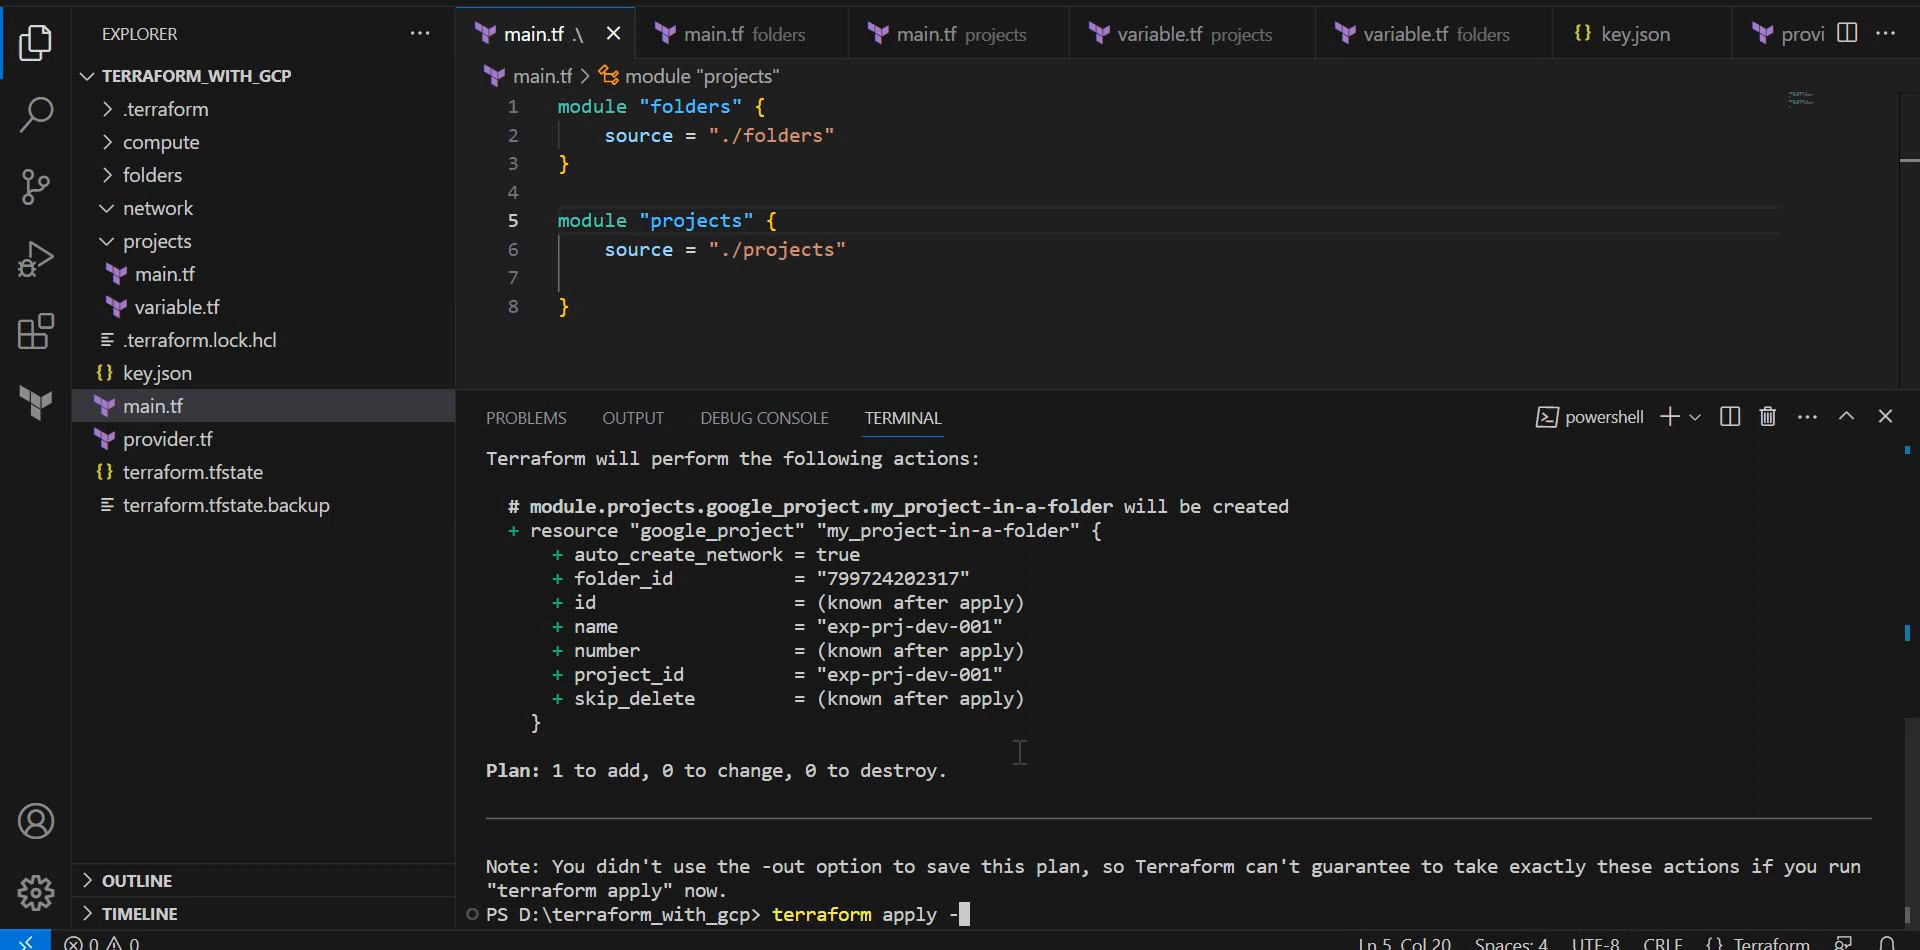 EXPLORER ...
TERRAFORM_WITH_GCP
.terraform
compute
folders
network
projects
main.tf
variable.tf
.terraform.lock.hcl
{} key.json
main.tf
provider.tf
{} terraform.tfstate
terraform.tfstate.backup
OUTLINE
TIMELINE
main.tf .\
main.tf folders
main.tf projects
variable.tf projects
variable.tf folders
{} key.json
provi
main.tf > module "projects"
1 module "folders" {
2 source = "./folders"
3 }
4
5 module "projects" {
6 source = "./projects"
7
8 }
PROBLEMS OUTPUT DEBUG CONSOLE TERMINAL
powershell
Terraform will perform the following actions:
# module.projects.google_project.my_project-in-a-folder will be created
+ resource "google_project" "my_project-in-a-folder" {
+ auto_create_network = true
+ folder_id = "799724202317"
+ id = (known after apply)
+ name = "exp-prj-dev-001"
+ number = (known after apply)
+ project_id = "exp-prj-dev-001"
+ skip_delete = (known after apply)
}
Plan: 1 to add, 0 to change, 0 to destroy.
Note: You didn't use the -out option to save this plan, so Terraform can't guarantee to take exactly these actions if you run
"terraform apply" now.
PS D:\terraform_with_gcp> terraform apply -
0 0
Ln 5, Col 20 Spaces: 4 UTF-8 CRLF {} Terraform